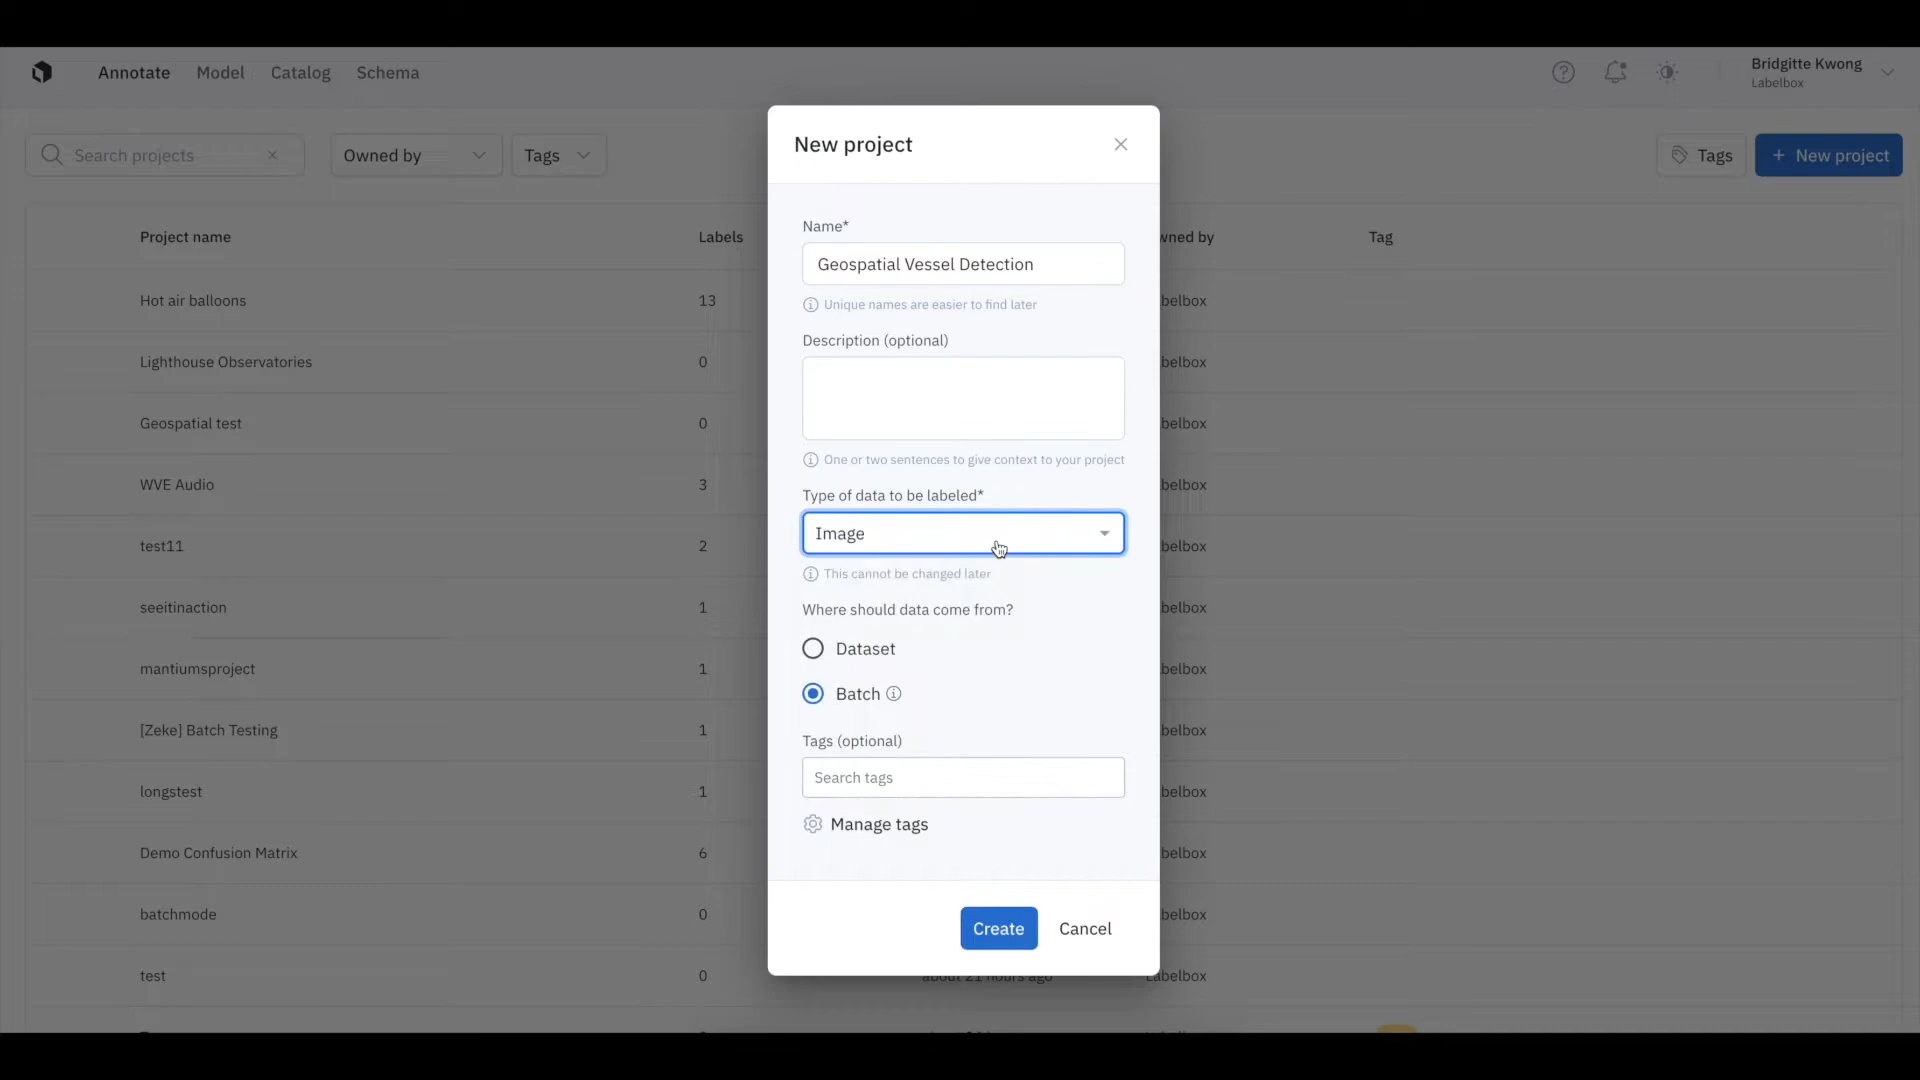 Annotate Model Catalog Schema
Bridgitte Kwong
Labelbox
Search projects
Owned by
Tags
Tags
+ New project
New project
Name*
Geospatial Vessel Detection
Unique names are easier to find later
Description (optional)
One or two sentences to give context to your project
Type of data to be labeled*
Image
This cannot be changed later
Where should data come from?
Dataset
Batch
Tags (optional)
Search tags
Manage tags
Create Cancel
Project name Labels wned by Tag
Hot air balloons 13 belbox
Lighthouse Observatories 0 belbox
Geospatial test 0 belbox
WVE Audio 3 belbox
test11 2 belbox
seeitinaction 1 belbox
mantiumsproject 1 belbox
[Zeke] Batch Testing 1 belbox
longstest 1 belbox
Demo Confusion Matrix 6 belbox
batchmode 0 belbox
test 0 about 21 hours ago Labelbox